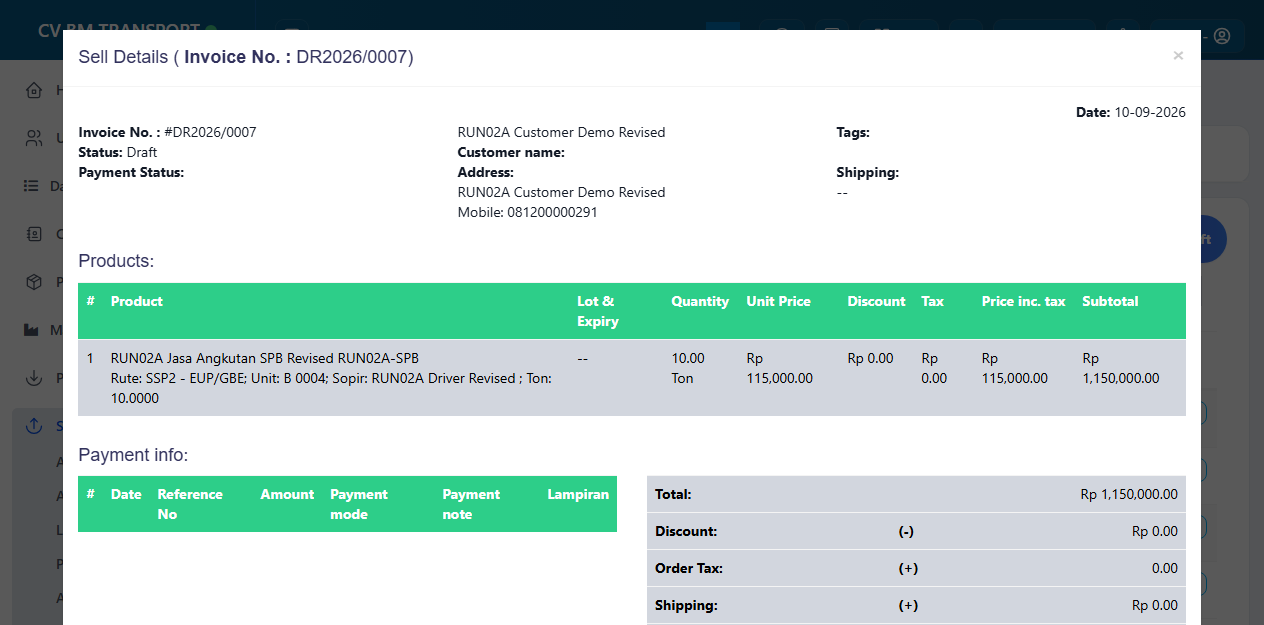 CV BM TRANSPORT
Sell Details ( Invoice No. : DR2026/0007)
×
Date: 10-09-2026
Invoice No. : #DR2026/0007
Status: Draft
Payment Status:
RUN02A Customer Demo Revised
Customer name:
Address:
RUN02A Customer Demo Revised
Mobile: 081200000291
Tags:
Shipping:
--
Products:
# Product Lot & Expiry Quantity Unit Price Discount Tax Price inc. tax Subtotal
1 RUN02A Jasa Angkutan SPB Revised RUN02A-SPB -- 10.00 Rp Rp 0.00 Rp Rp Rp
Rute: SSP2 - EUP/GBE; Unit: B 0004; Sopir: RUN02A Driver Revised ; Ton: Ton 115,000.00 0.00 115,000.00 1,150,000.00
10.0000
Payment info:
# Date Reference No Amount Payment mode Payment note Lampiran
Total: Rp 1,150,000.00
Discount: (-) Rp 0.00
Order Tax: (+) 0.00
Shipping: (+) Rp 0.00